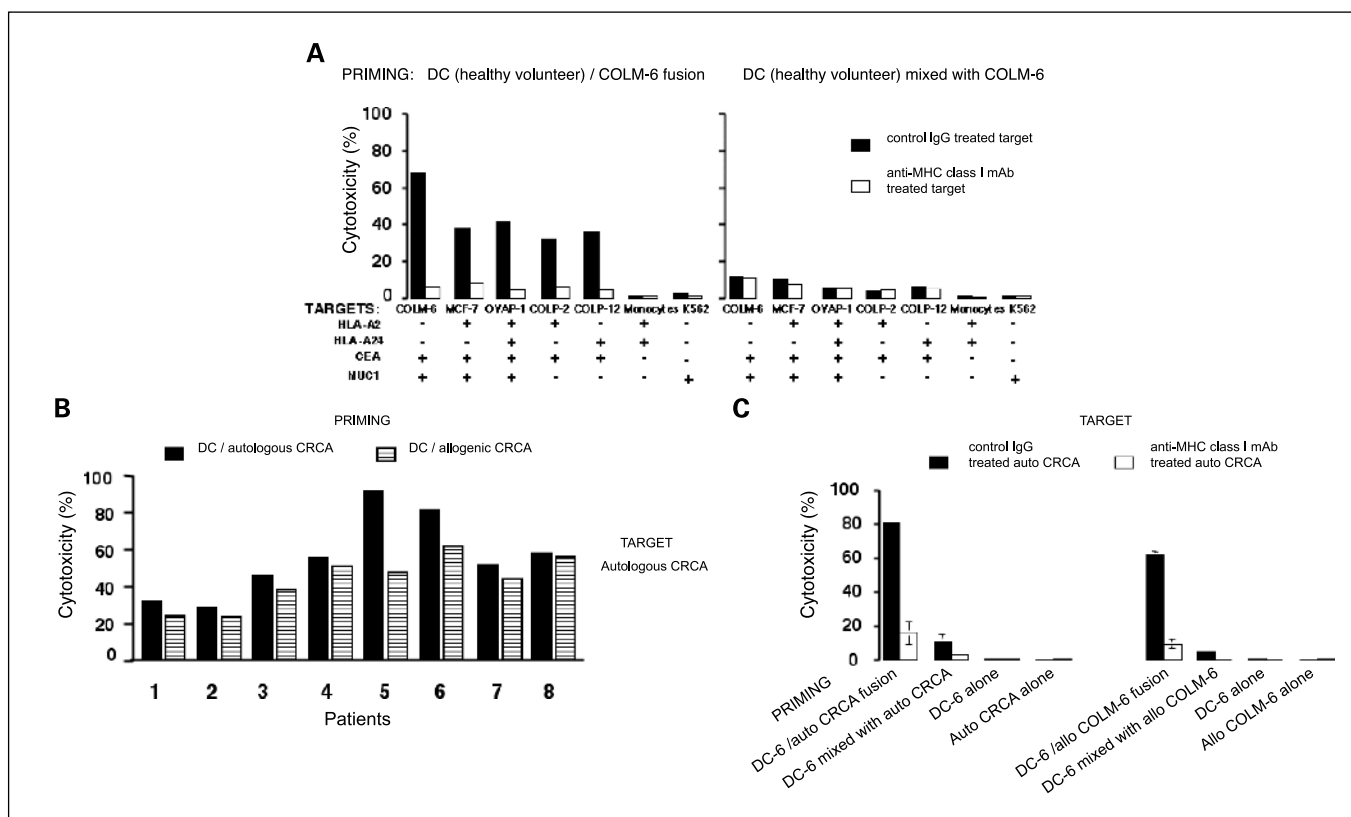 A
PRIMING: DC (healthy volunteer) / COLM-6 fusion DC (healthy volunteer) mixed with COLM-6
Cytotoxicity (%)
100
80
60
40
20
0
control IgG treated target
anti-MHC class I mAb
treated target
TARGETS: COLM-6 MCF-7 OYAP-1 COLP-2 COLP-12 Monocytes K562 COLM-6 MCF-7 OYAP-1 COLP-2 COLP-12 Monocytes K562
HLA-A2 - + + + - + - - + + + - + -
HLA-A24 - - + - + + - - - + - + + -
CEA + + + + + - - + + + + + - -
MUC1 + + + - - - + + + + - - - +
B
PRIMING
DC / autologous CRCA DC / allogenic CRCA
Cytotoxicity (%)
100
80
60
40
20
0
TARGET
Autologous CRCA
1 2 3 4 5 6 7 8
Patients
C
TARGET
control IgG
treated auto CRCA
anti-MHC class I mAb
treated auto CRCA
Cytotoxicity (%)
100
80
60
40
20
0
PRIMING
DC-6 /auto CRCA fusion
DC-6 mixed with auto CRCA
DC-6 alone
Auto CRCA alone
DC-6 /allo COLM-6 fusion
DC-6 mixed with allo COLM-6
DC-6 alone
Allo COLM-6 alone